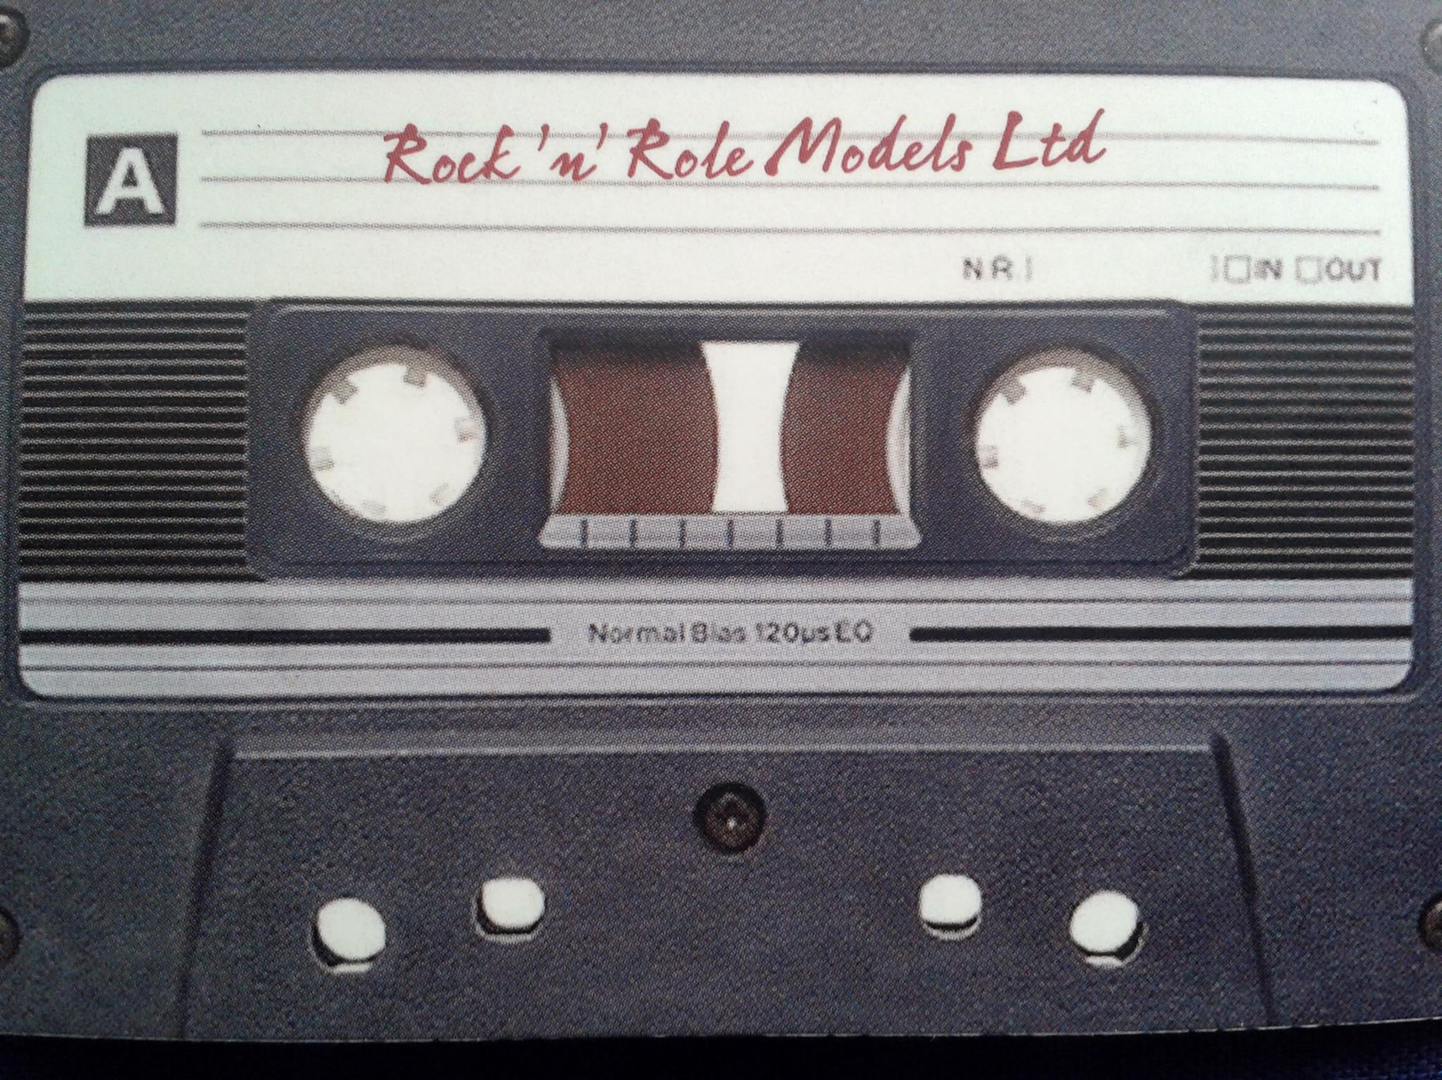 A
Rock 'n' Role Models Ltd
N.R. IN OUT
Normal Bias 120µs EQ